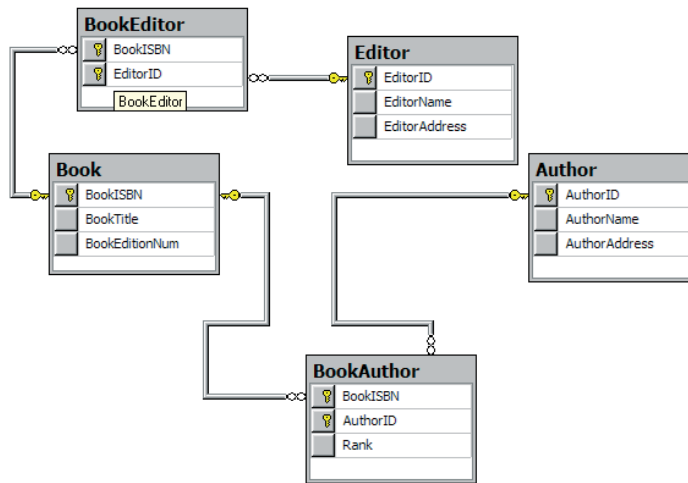 BookEditor
BookISBN
EditorID
BookEditor
Editor
EditorID
EditorName
EditorAddress
Book
BookISBN
BookTitle
BookEditionNum
Author
AuthorID
AuthorName
AuthorAddress
BookAuthor
BookISBN
AuthorID
Rank